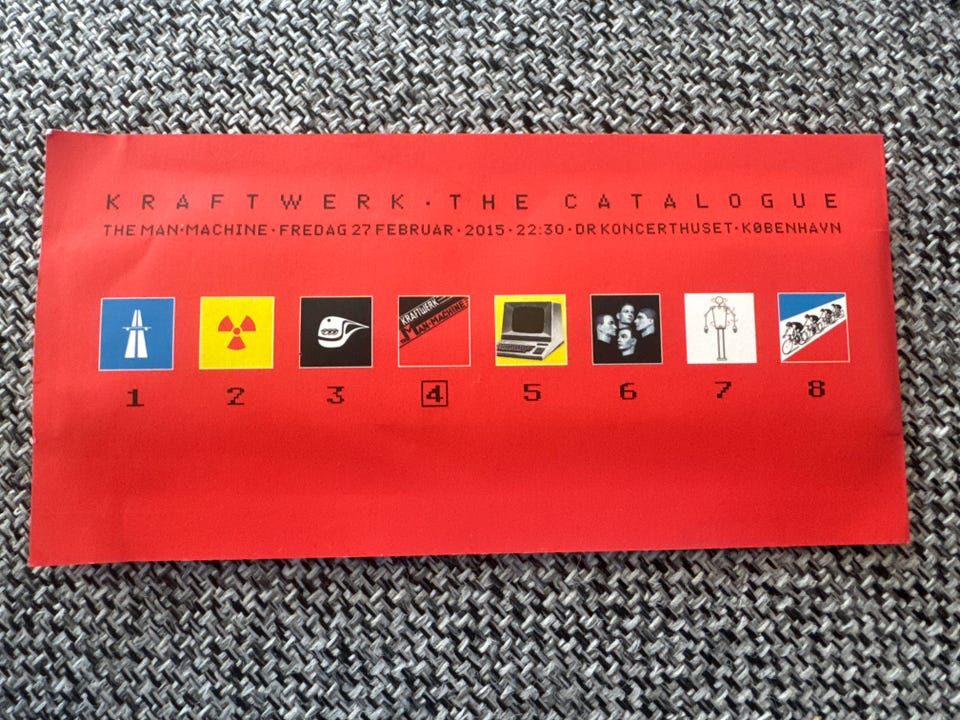 KRAFTWERK · THE CATALOGUE
THE MAN·MACHINE · FREDAG 27 FEBRUAR · 2015 · 22:30 · DR KONCERTHUSET · KØBENHAVN
KRAFTWERK
MAN-MACHINE
1 2 3 4 5 6 7 8